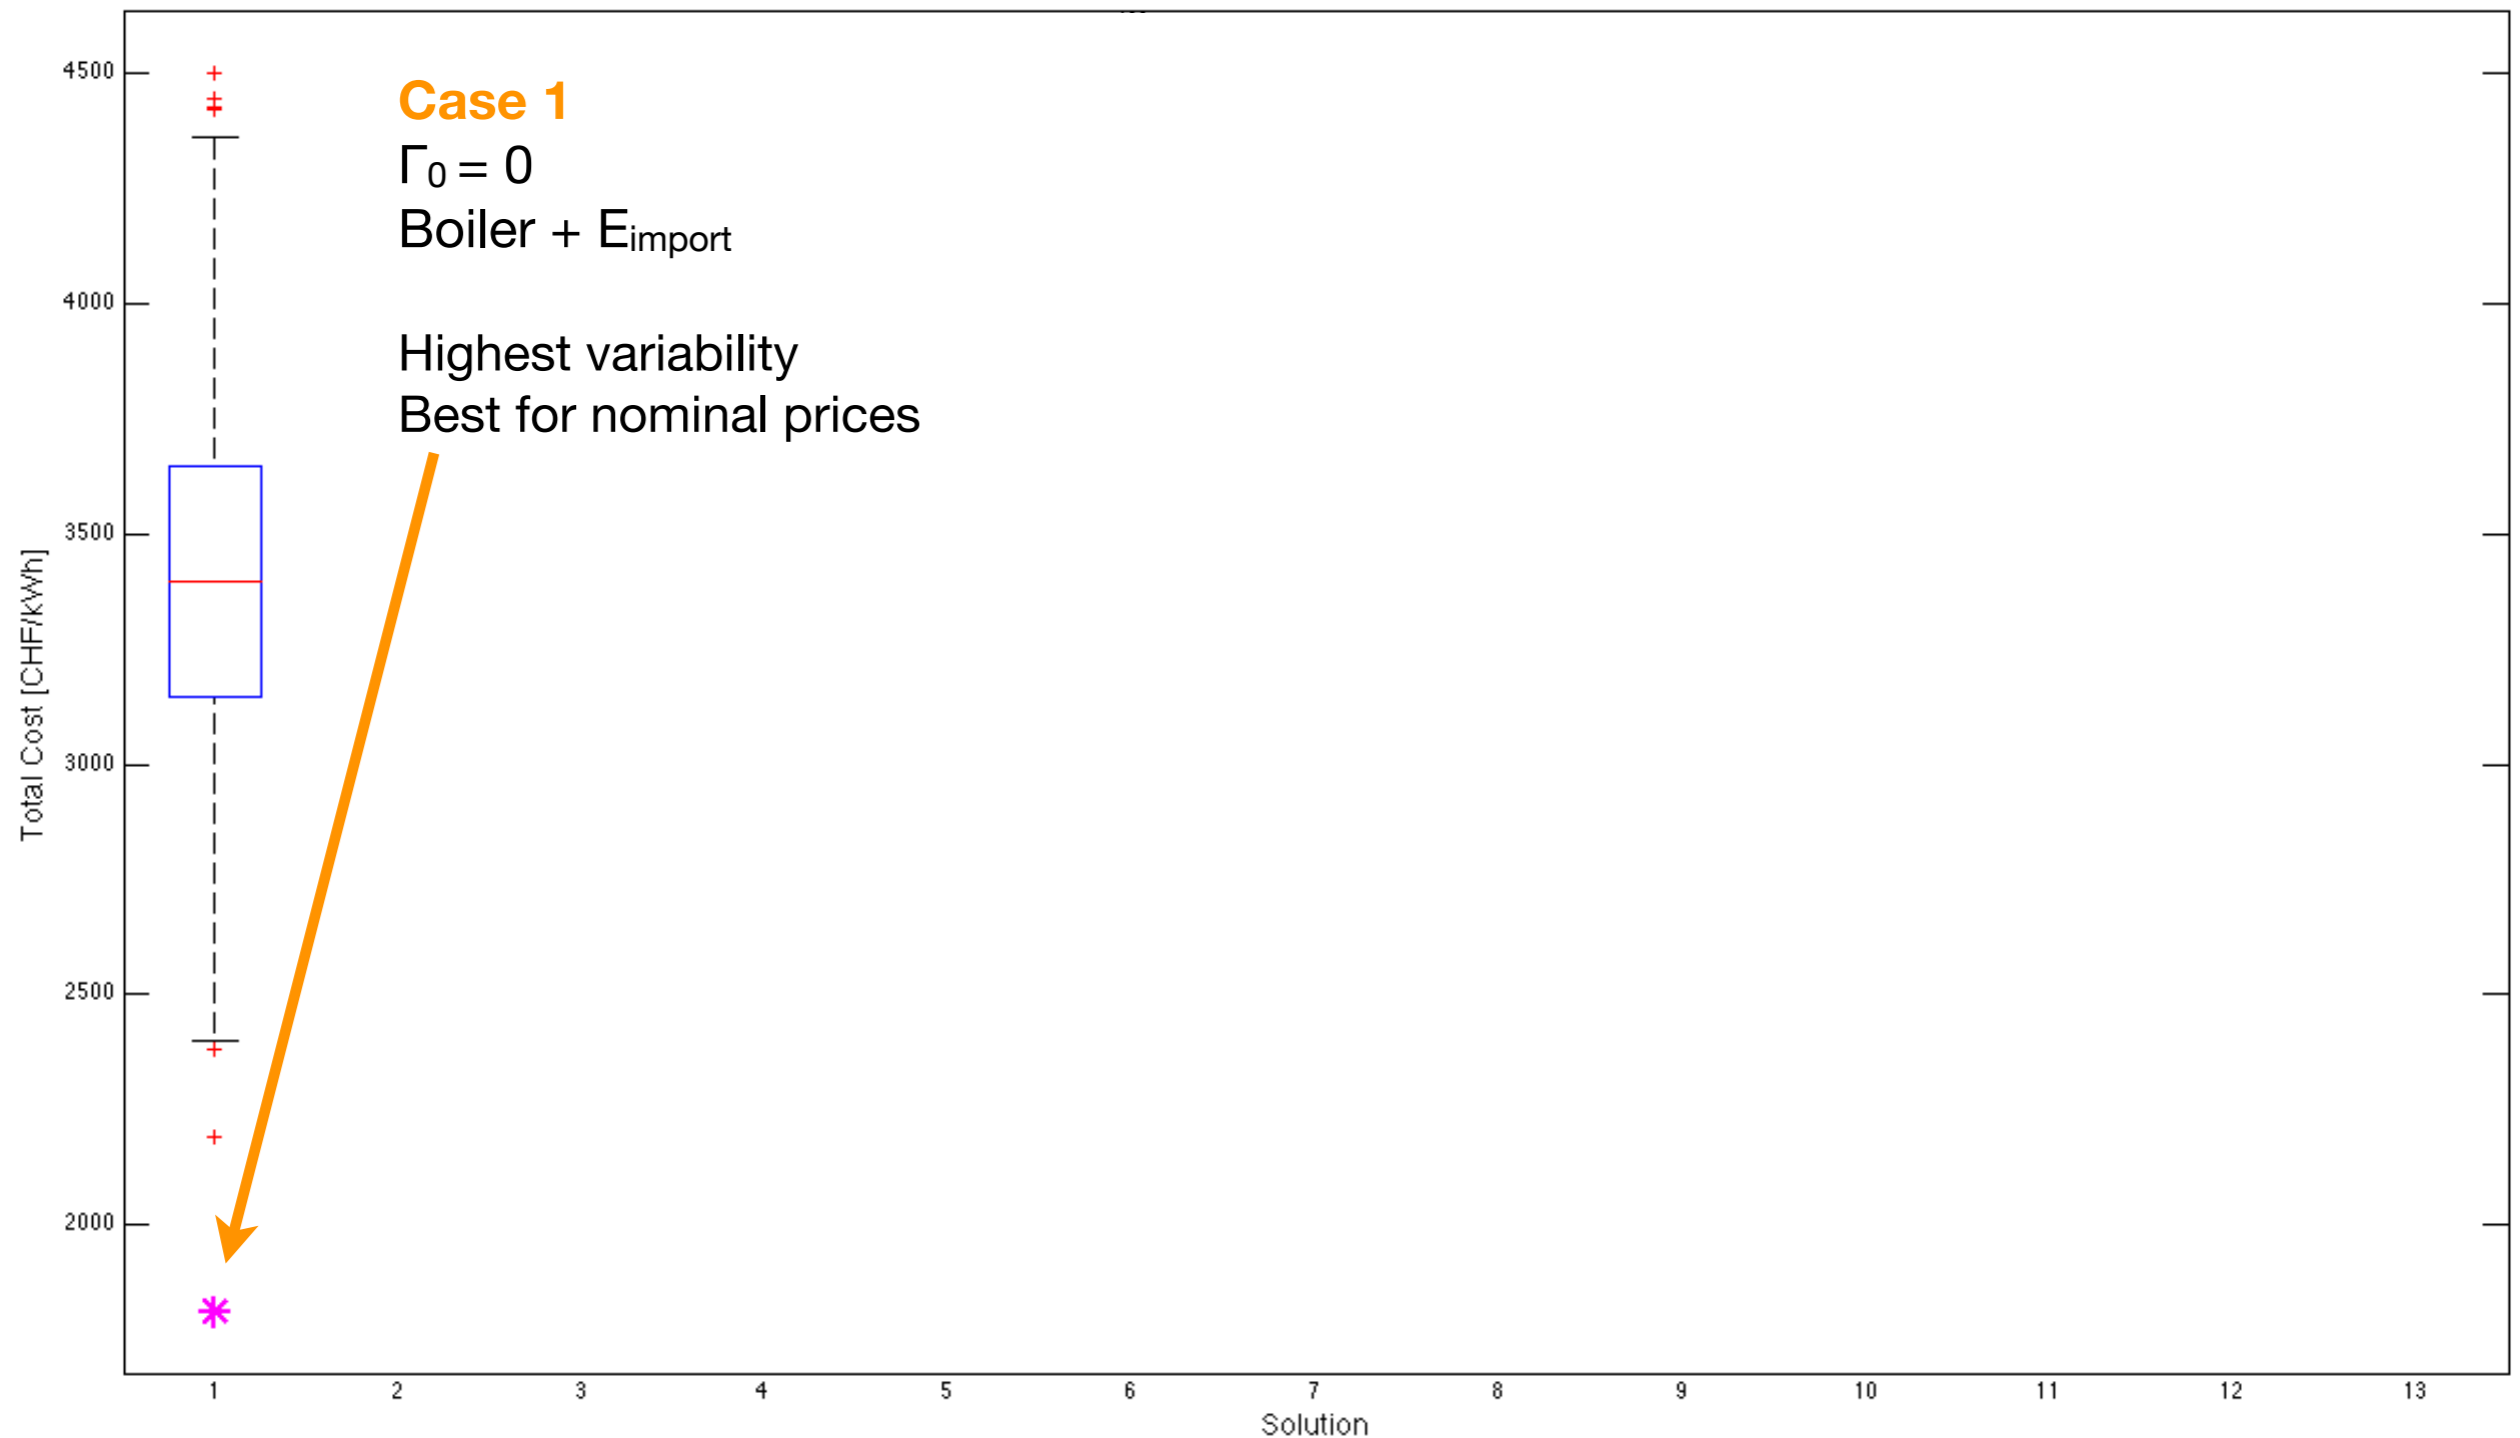 4500
4000
3500
3000
2500
2000
Total Cost [CHF/kWh]
Case 1
Γ₀ = 0
Boiler + Eimport
Highest variability
Best for nominal prices
1 2 3 4 5 6 7 8 9 10 11 12 13
Solution